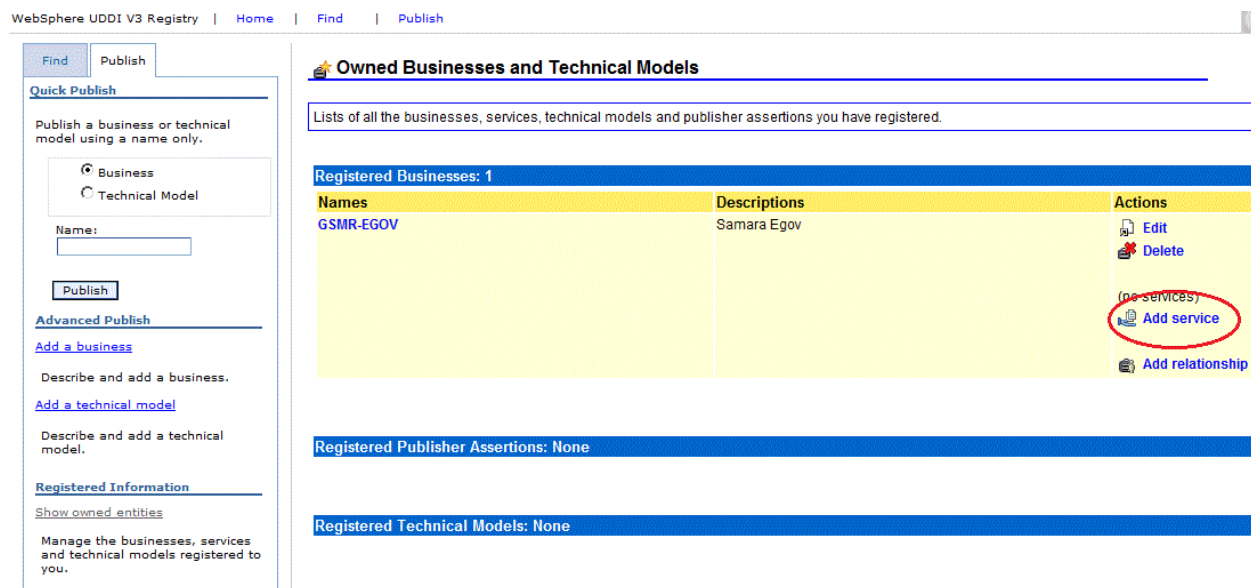 WebSphere UDDI V3 Registry | Home | Find | Publish
Find Publish
Quick Publish
Publish a business or technical
model using a name only.
Business
Technical Model
Name:
Publish
Advanced Publish
Add a business
Describe and add a business.
Add a technical model
Describe and add a technical
model.
Registered Information
Show owned entities
Manage the businesses, services
and technical models registered to
you.
Owned Businesses and Technical Models
Lists of all the businesses, services, technical models and publisher assertions you have registered.
Registered Businesses: 1
Names Descriptions Actions
GSMR-EGOV Samara Egov Edit
Delete
(no services)
Add service
Add relationship
Registered Publisher Assertions: None
Registered Technical Models: None